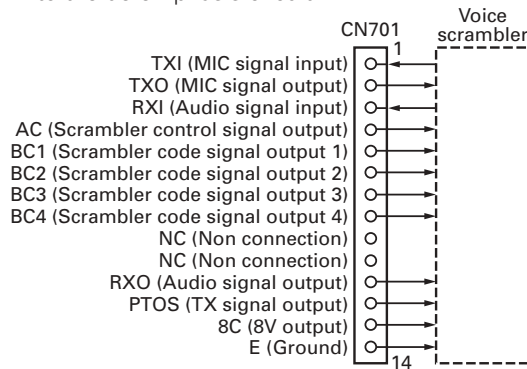 Voice
scrambler
CN701
1
TXI (MIC signal input)
TXO (MIC signal output)
RXI (Audio signal input)
AC (Scrambler control signal output)
BC1 (Scrambler code signal output 1)
BC2 (Scrambler code signal output 2)
BC3 (Scrambler code signal output 3)
BC4 (Scrambler code signal output 4)
NC (Non connection)
NC (Non connection)
RXO (Audio signal output)
PTOS (TX signal output)
8C (8V output)
E (Ground)
14